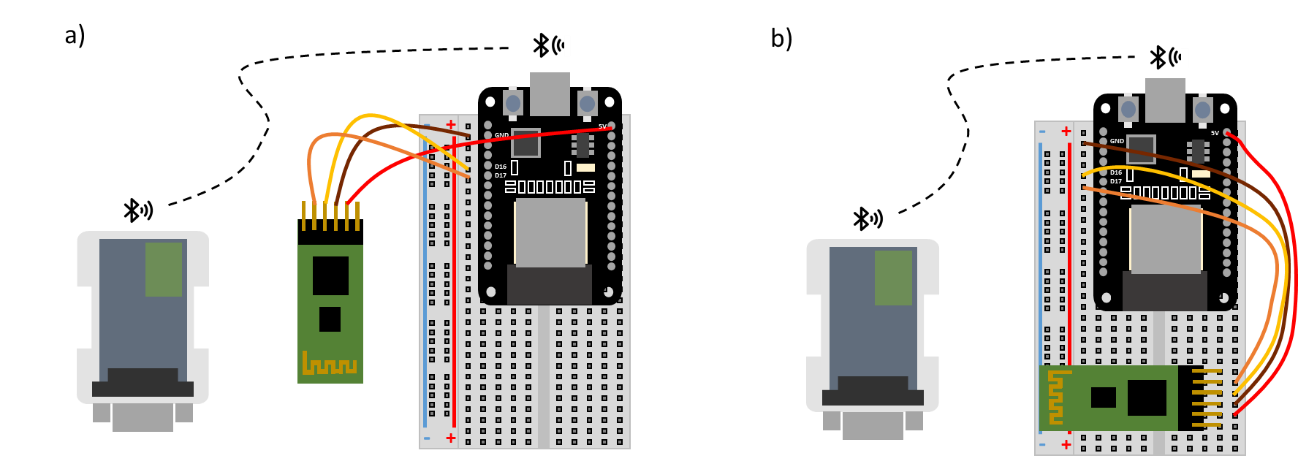 a)
b)
- +
5V
GND
D16
D17
- +
- +
5V
GND
D16
D17
- +